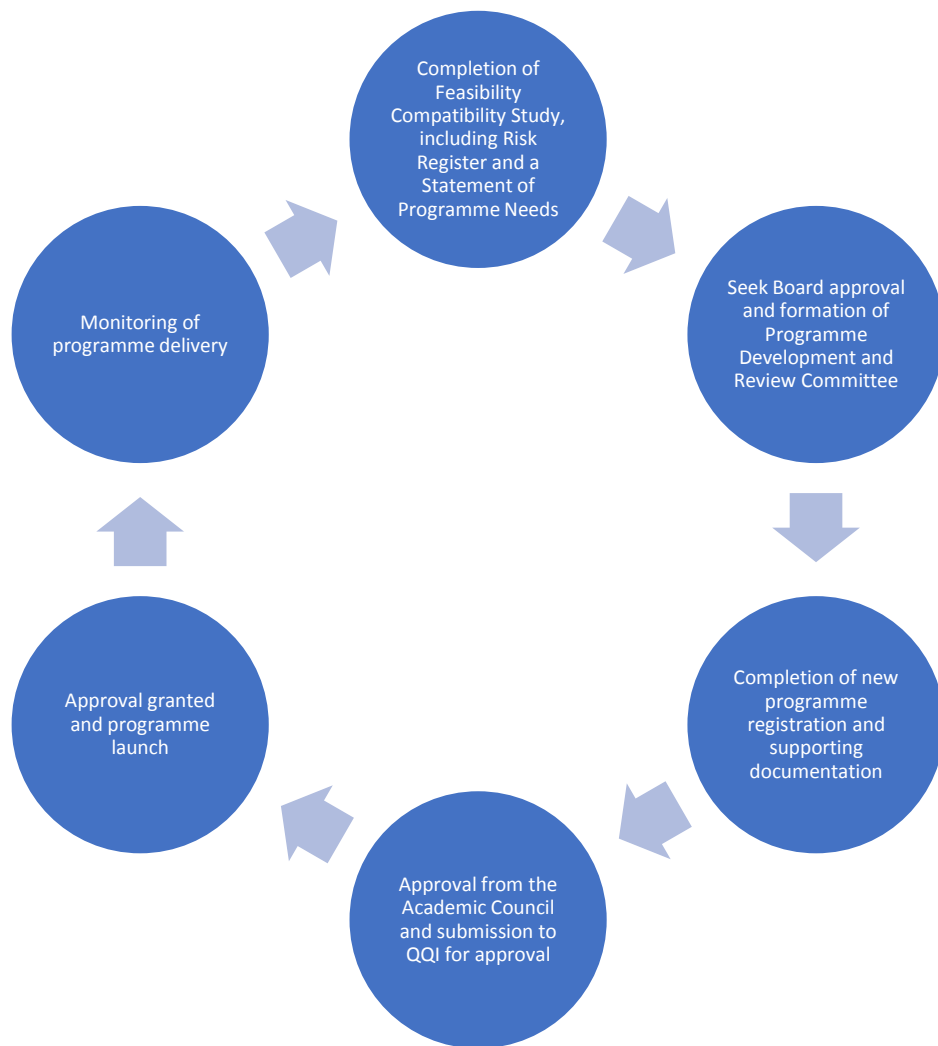 Completion of
Feasibility
Compatibility Study,
including Risk
Register and a
Statement of
Programme Needs
Seek Board approval
and formation of
Programme
Development and
Review Committee
Completion of new
programme
registration and
supporting
documentation
Approval from the
Academic Council
and submission to
QQI for approval
Approval granted
and programme
launch
Monitoring of
programme delivery